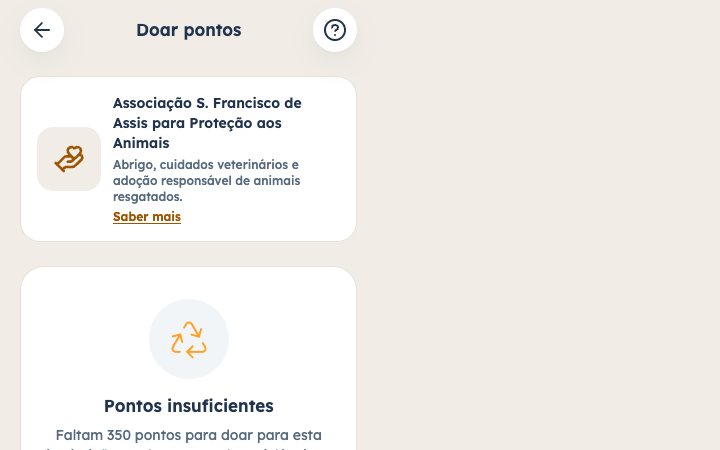 Doar pontos
Associação S. Francisco de
Assis para Proteção aos
Animais
Abrigo, cuidados veterinários e
adoção responsável de animais
resgatados.
Saber mais
Pontos insuficientes
Faltam 350 pontos para doar para esta